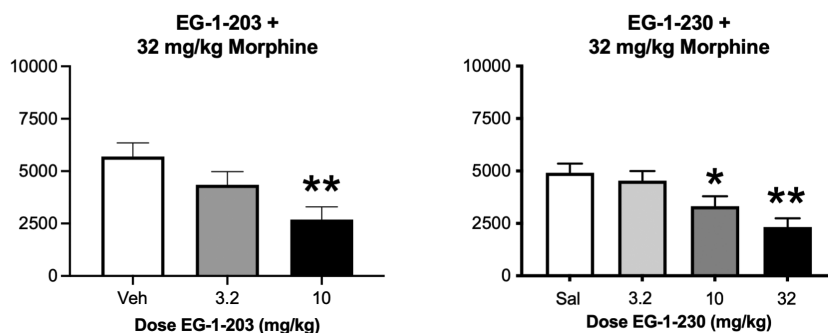 EG-1-203 +
32 mg/kg Morphine
10000
7500
5000
2500
0
**
Veh
3.2
10
Dose EG-1-203 (mg/kg)
EG-1-230 +
32 mg/kg Morphine
10000
7500
5000
2500
0
*
**
Sal
3.2
10
32
Dose EG-1-230 (mg/kg)